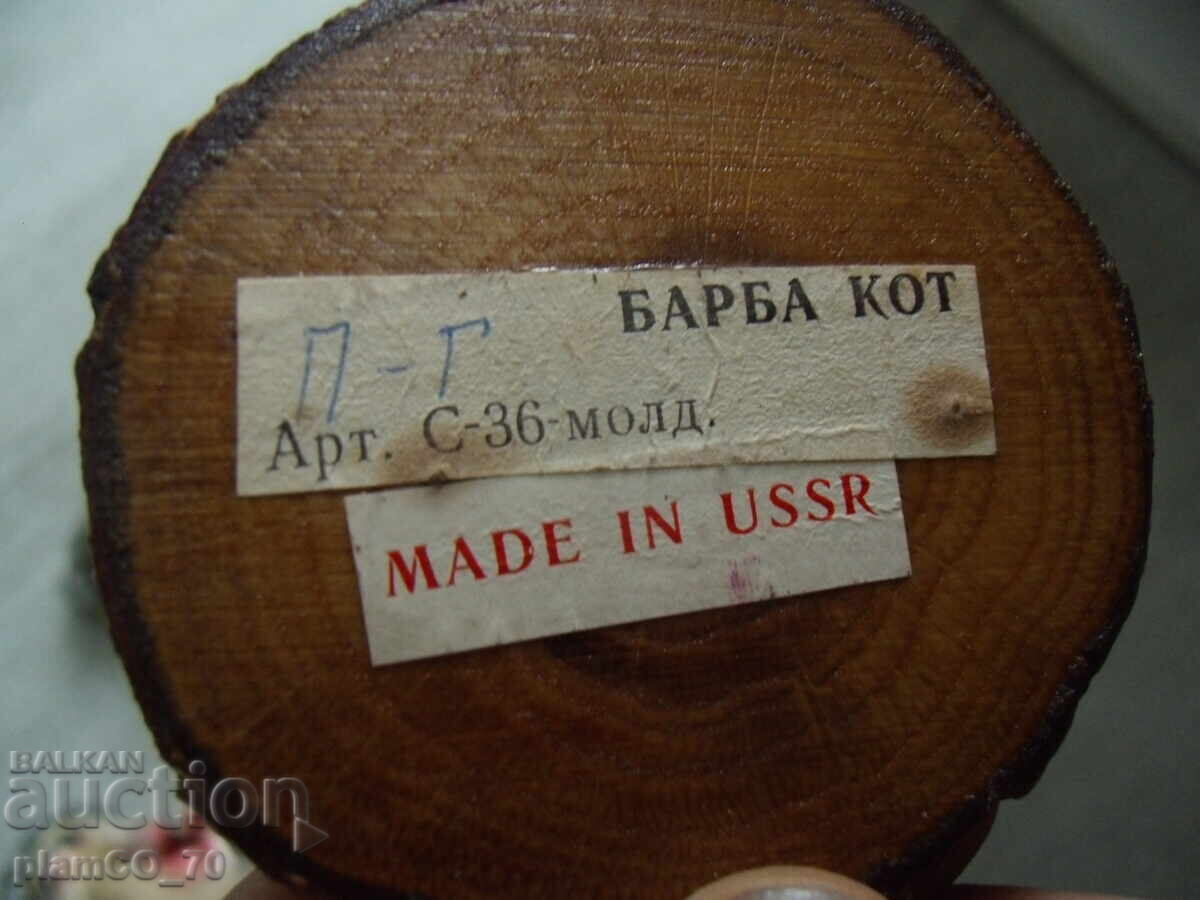 БАРБА КОТ
П-Г
Арт. С-36-молд.
MADE IN USSR
BALKAN
auction
plamCO_70